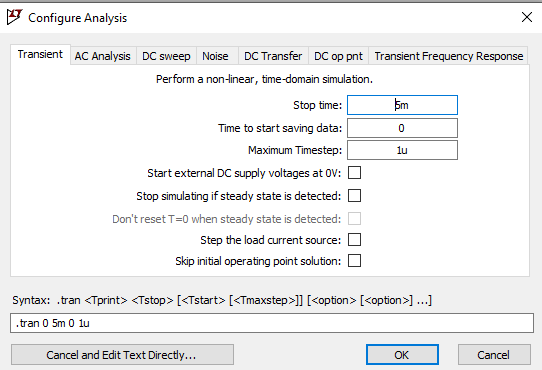 Configure Analysis
Transient AC Analysis DC sweep Noise DC Transfer DC op pnt Transient Frequency Response
Perform a non-linear, time-domain simulation.
Stop time: 5m
Time to start saving data: 0
Maximum Timestep: 1u
Start external DC supply voltages at 0V:
Stop simulating if steady state is detected:
Don't reset T=0 when steady state is detected:
Step the load current source:
Skip initial operating point solution:
Syntax: .tran <Tprint> <Tstop> [<Tstart> [<Tmaxstep>]] [<option> [<option>] ...]
.tran 0 5m 0 1u
Cancel and Edit Text Directly... OK Cancel